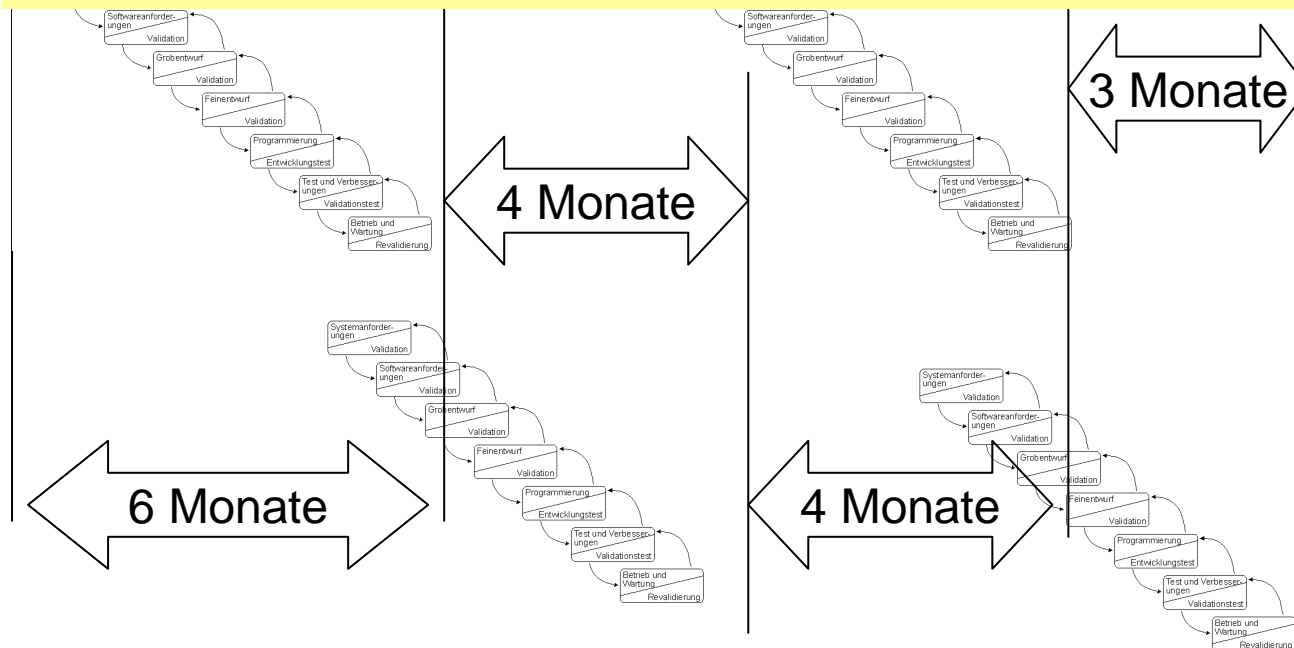 Softwareanforder-
ungen
Validation
Grobentwurf
Validation
Feinentwurf
Validation
Programmierung
Entwicklungstest
Test und Verbesser-
ungen
Validationstest
Betrieb und
Wartung
Revalidierung
4 Monate
Softwareanforder-
ungen
Validation
Grobentwurf
Validation
Feinentwurf
Validation
Programmierung
Entwicklungstest
Test und Verbesser-
ungen
Validationstest
Betrieb und
Wartung
Revalidierung
3 Monate
6 Monate
Systemanforder-
ungen
Validation
Softwareanforder-
ungen
Validation
Grobentwurf
Validation
Feinentwurf
Validation
Programmierung
Entwicklungstest
Test und Verbesser-
ungen
Validationstest
Betrieb und
Wartung
Revalidierung
4 Monate
Systemanforder-
ungen
Validation
Softwareanforder-
ungen
Validation
Grobentwurf
Validation
Feinentwurf
Validation
Programmierung
Entwicklungstest
Test und Verbesser-
ungen
Validationstest
Betrieb und
Wartung
Revalidierung